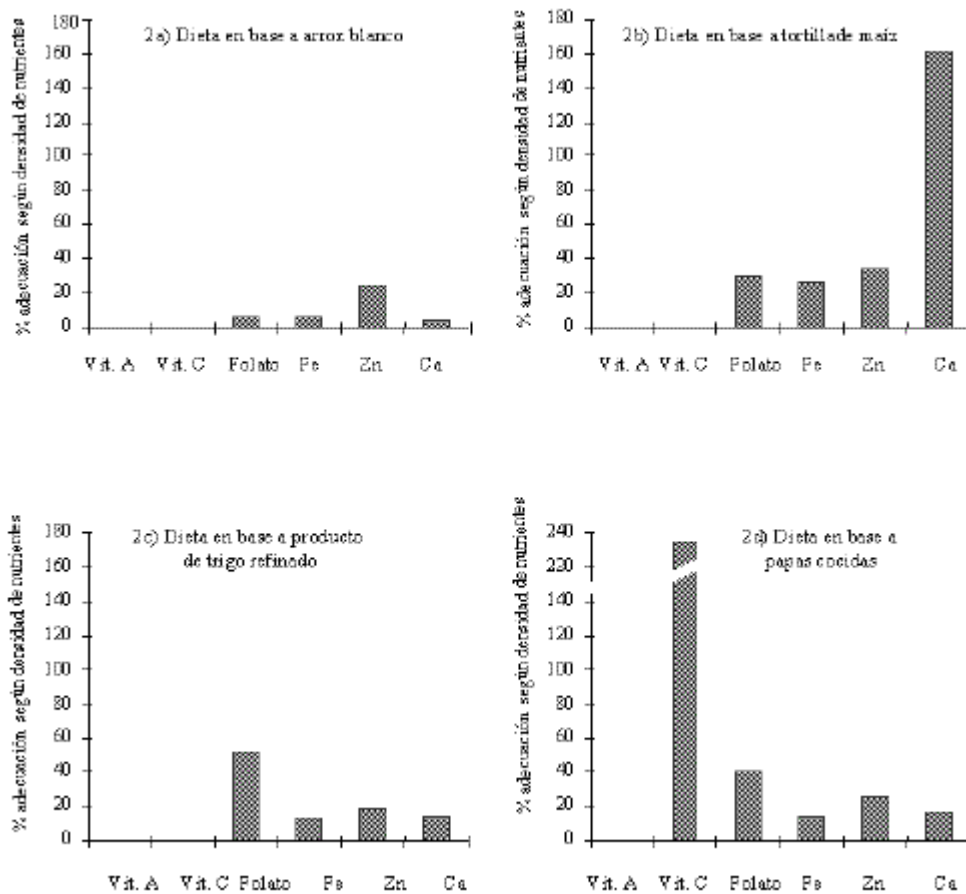 % adecuación según densidad de nutrientes
2a) Dieta en base a arroz blanco
180
160
140
120
100
80
60
40
20
0
Vit. A Vit. C Folato Fe Zn Ca
% adecuación según densidad de nutrientes
2b) Dieta en base a tortilla de maíz
180
160
140
120
100
80
60
40
20
0
Vit. A Vit. C Folato Fe Zn Ca
% adecuación según densidad de nutrientes
2c) Dieta en base a producto
de trigo refinado
180
160
140
120
100
80
60
40
20
0
Vit. A Vit. C Folato Fe Zn Ca
% adecuación según densidad de nutrientes
2d) Dieta en base a
papas cocidas
240
220
140
120
100
80
60
40
20
0
Vit. A Vit. C Folato Fe Zn Ca